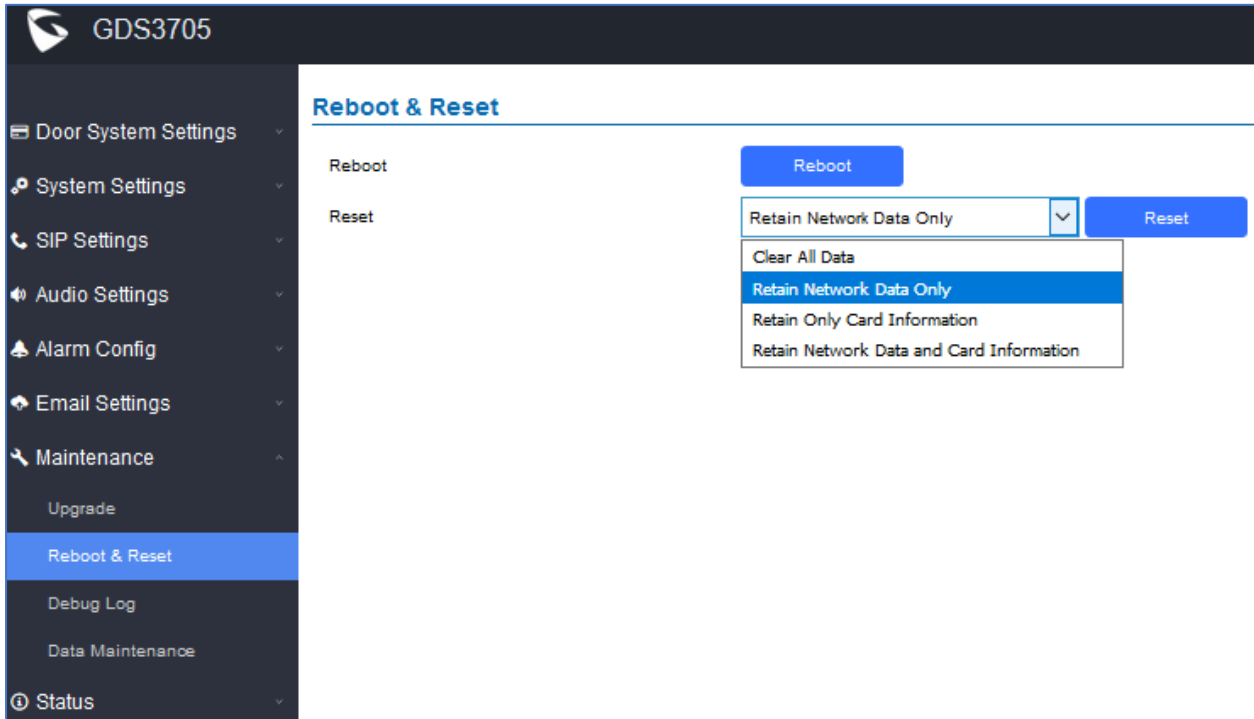 GDS3705
Door System Settings
System Settings
SIP Settings
Audio Settings
Alarm Config
Email Settings
Maintenance
Upgrade
Reboot & Reset
Debug Log
Data Maintenance
Status
Reboot & Reset
Reboot
Reboot
Reset
Retain Network Data Only
Reset
Clear All Data
Retain Network Data Only
Retain Only Card Information
Retain Network Data and Card Information